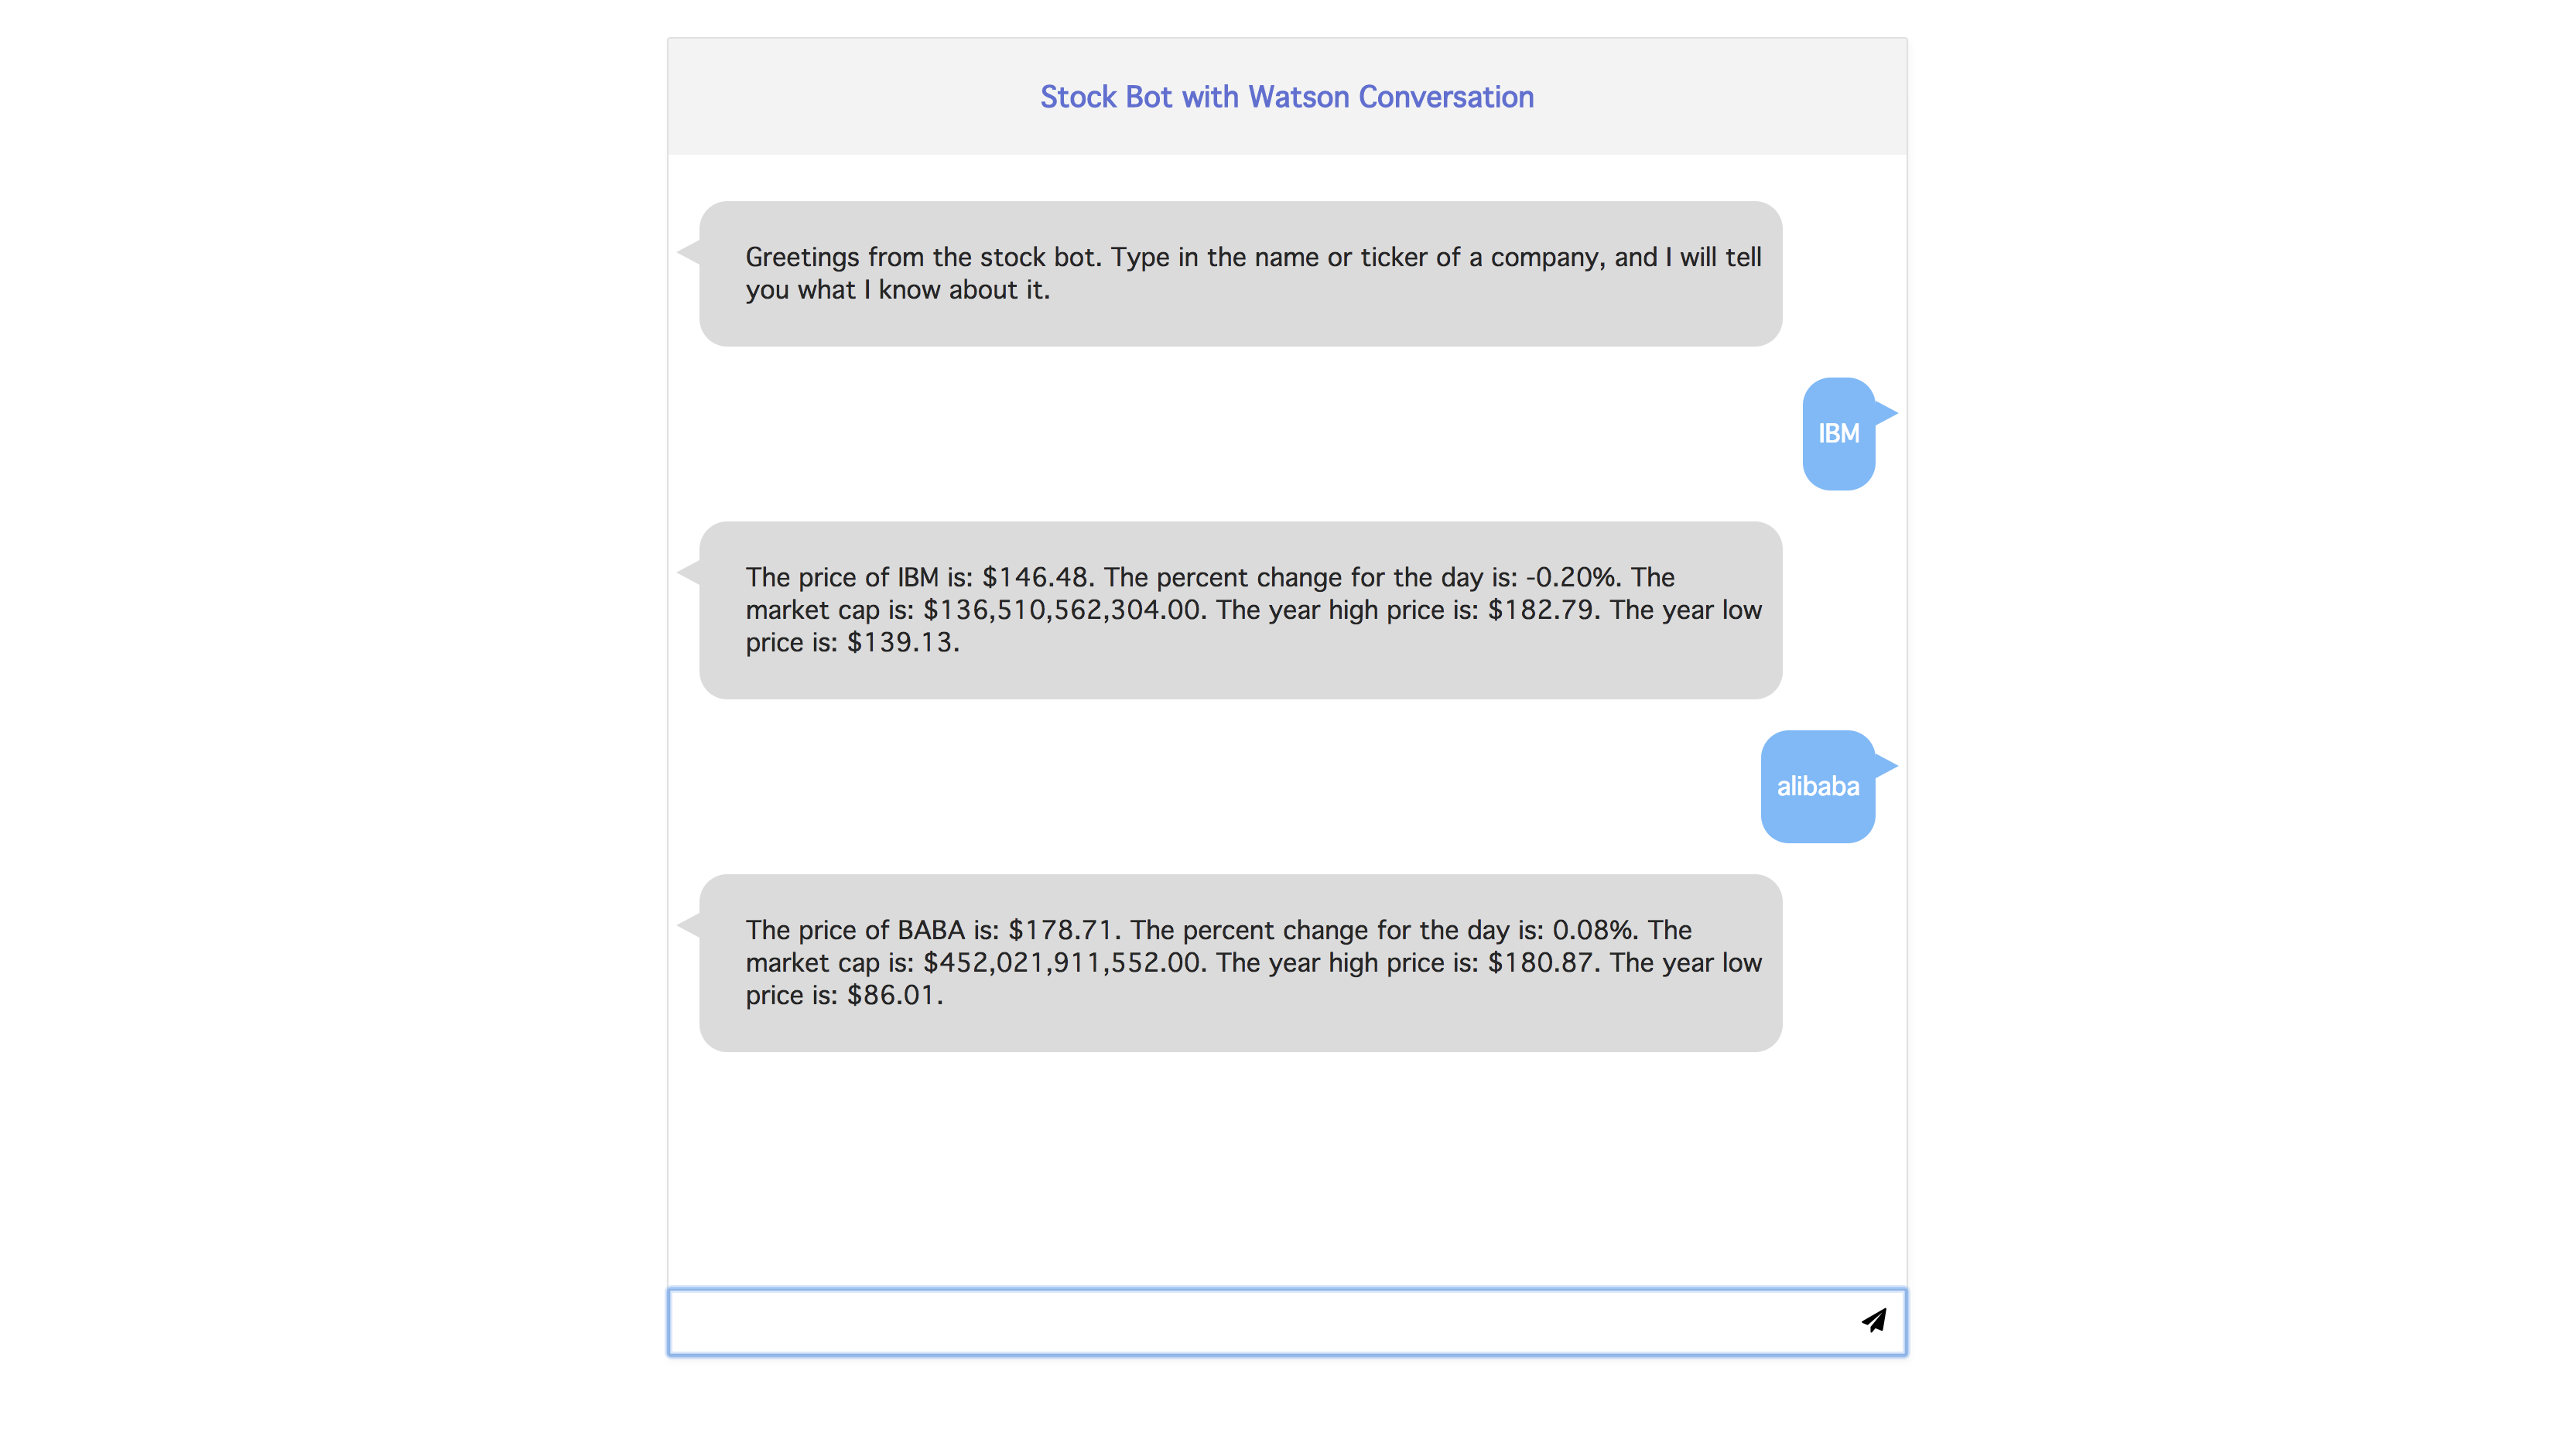 Stock Bot with Watson Conversation
Greetings from the stock bot. Type in the name or ticker of a company, and I will tell
you what I know about it.
IBM
The price of IBM is: $146.48. The percent change for the day is: -0.20%. The
market cap is: $136,510,562,304.00. The year high price is: $182.79. The year low
price is: $139.13.
alibaba
The price of BABA is: $178.71. The percent change for the day is: 0.08%. The
market cap is: $452,021,911,552.00. The year high price is: $180.87. The year low
price is: $86.01.